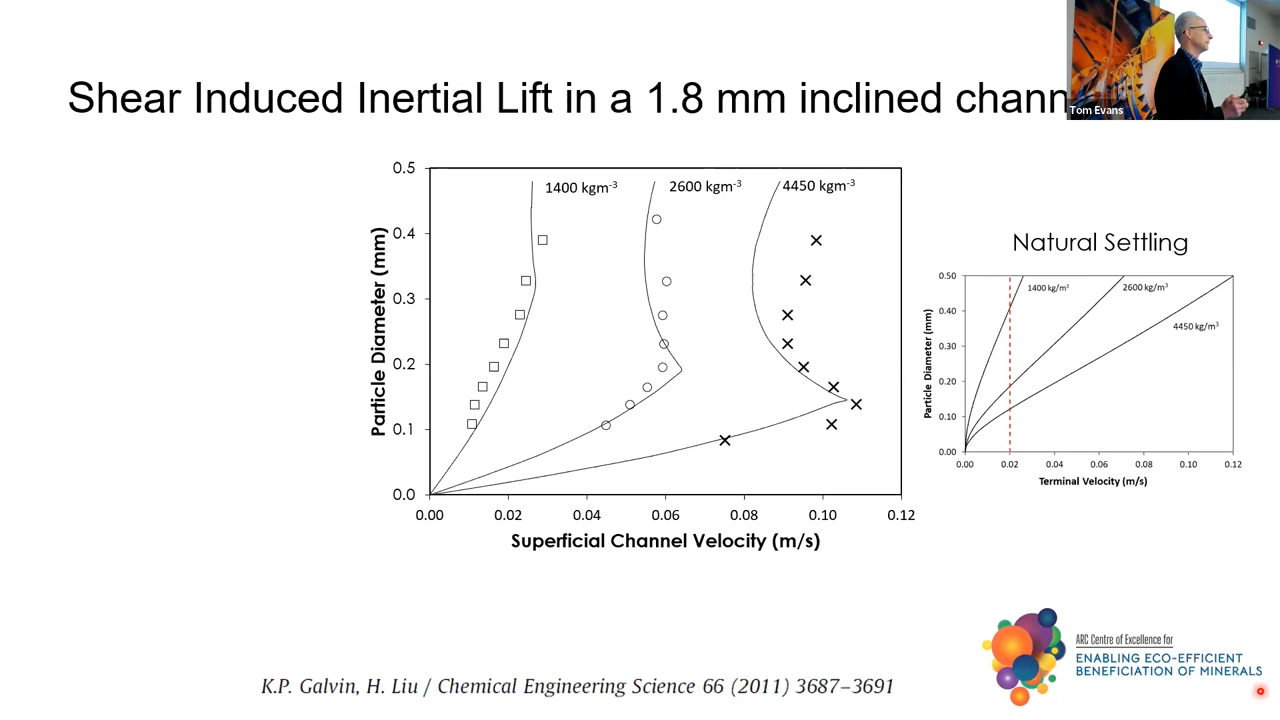 Shear Induced Inertial Lift in a 1.8 mm inclined chann
Tom Evans
0.5
0.4
0.3
0.2
0.1
0.0
Particle Diameter (mm)
1400 kgm-3
2600 kgm-3
4450 kgm-3
0.00 0.02 0.04 0.06 0.08 0.10 0.12
Superficial Channel Velocity (m/s)
Natural Settling
0.50
0.40
0.30
0.20
0.10
0.00
Particle Diameter (mm)
1400 kg/m3
2600 kg/m3
4450 kg/m3
0.00 0.02 0.04 0.06 0.08 0.10 0.12
Terminal Velocity (m/s)
ARC Centre of Excellence for
ENABLING ECO-EFFICIENT
BENEFICIATION OF MINERALS
K.P. Galvin, H. Liu / Chemical Engineering Science 66 (2011) 3687–3691